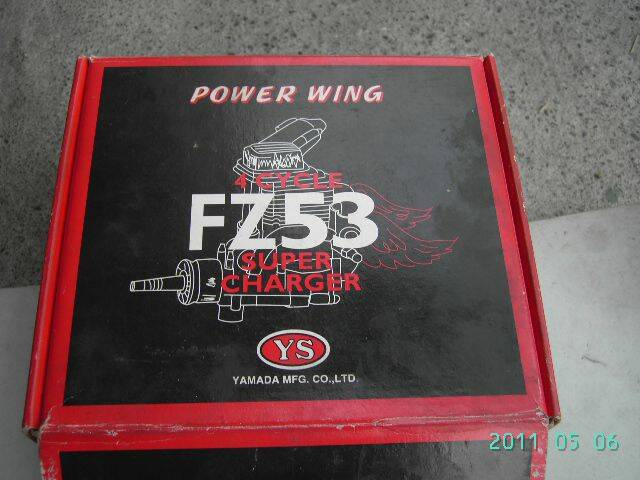 POWER WING
4 CYCLE
FZ53
SUPER
CHARGER
YS
YAMADA MFG. CO.,LTD.
2011 05 06